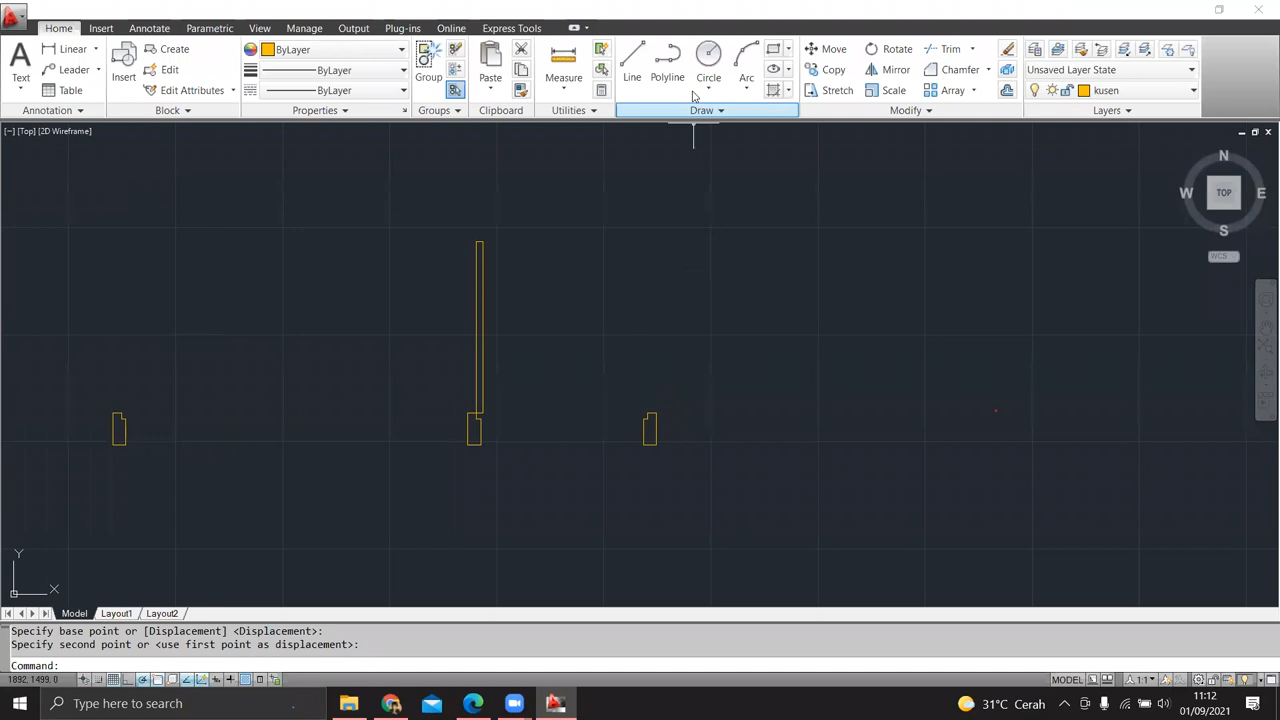 Home Insert Annotate Parametric View Manage Output Plug-ins Online Express Tools
Text
Linear
Leader
Table
Annotation
Insert
Create
Edit
Edit Attributes
Block
ByLayer
ByLayer
ByLayer
Properties
Group
Groups
Paste
Clipboard
Measure
Utilities
Line
Polyline
Circle
Arc
Draw
Move
Rotate
Trim
Copy
Mirror
Chamfer
Stretch
Scale
Array
Modify
Unsaved Layer State
kusen
Layers
[−] [Top] [2D Wireframe]
N
W
TOP
E
S
WCS
Y
X
Model Layout1 Layout2
Specify base point or [Displacement] <Displacement>:
Specify second point or <use first point as displacement>:
Command:
1892, 1499, 0
MODEL
1:1
Type here to search
31°C Cerah
11:12
01/09/2021